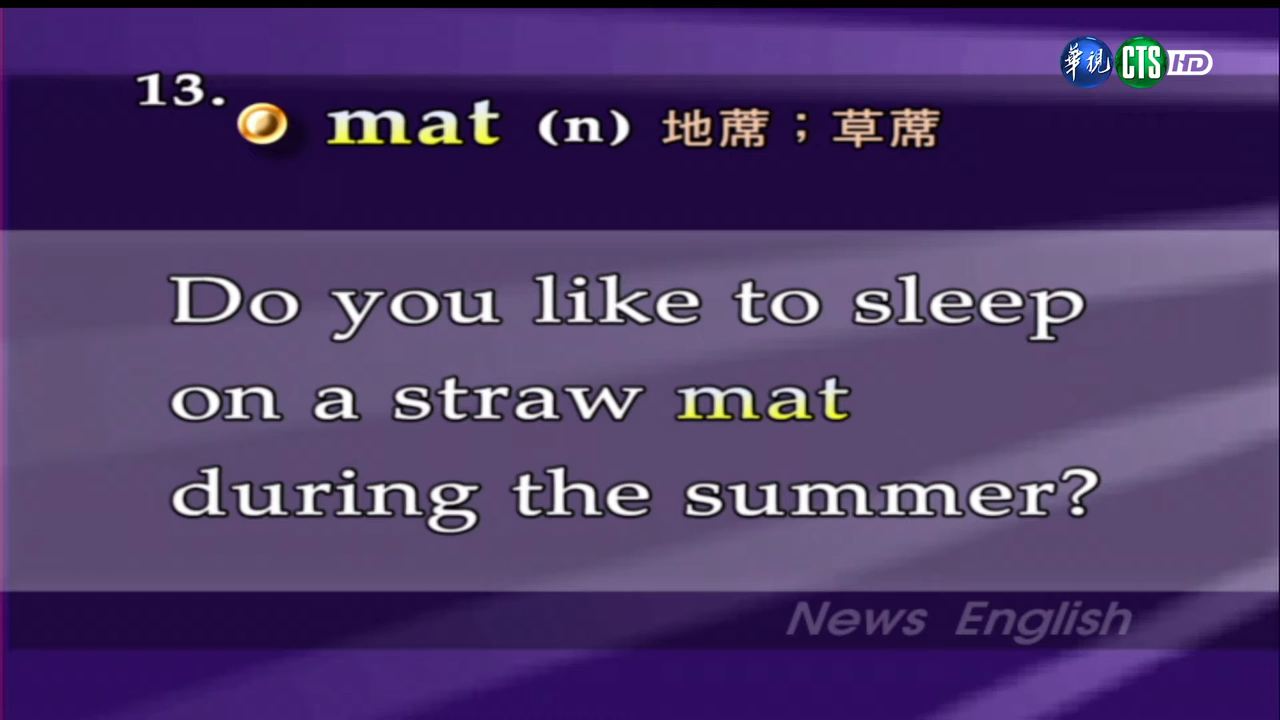 華視 CTS HD
13. mat (n) 地蓆；草蓆
Do you like to sleep
on a straw mat
during the summer?
News English